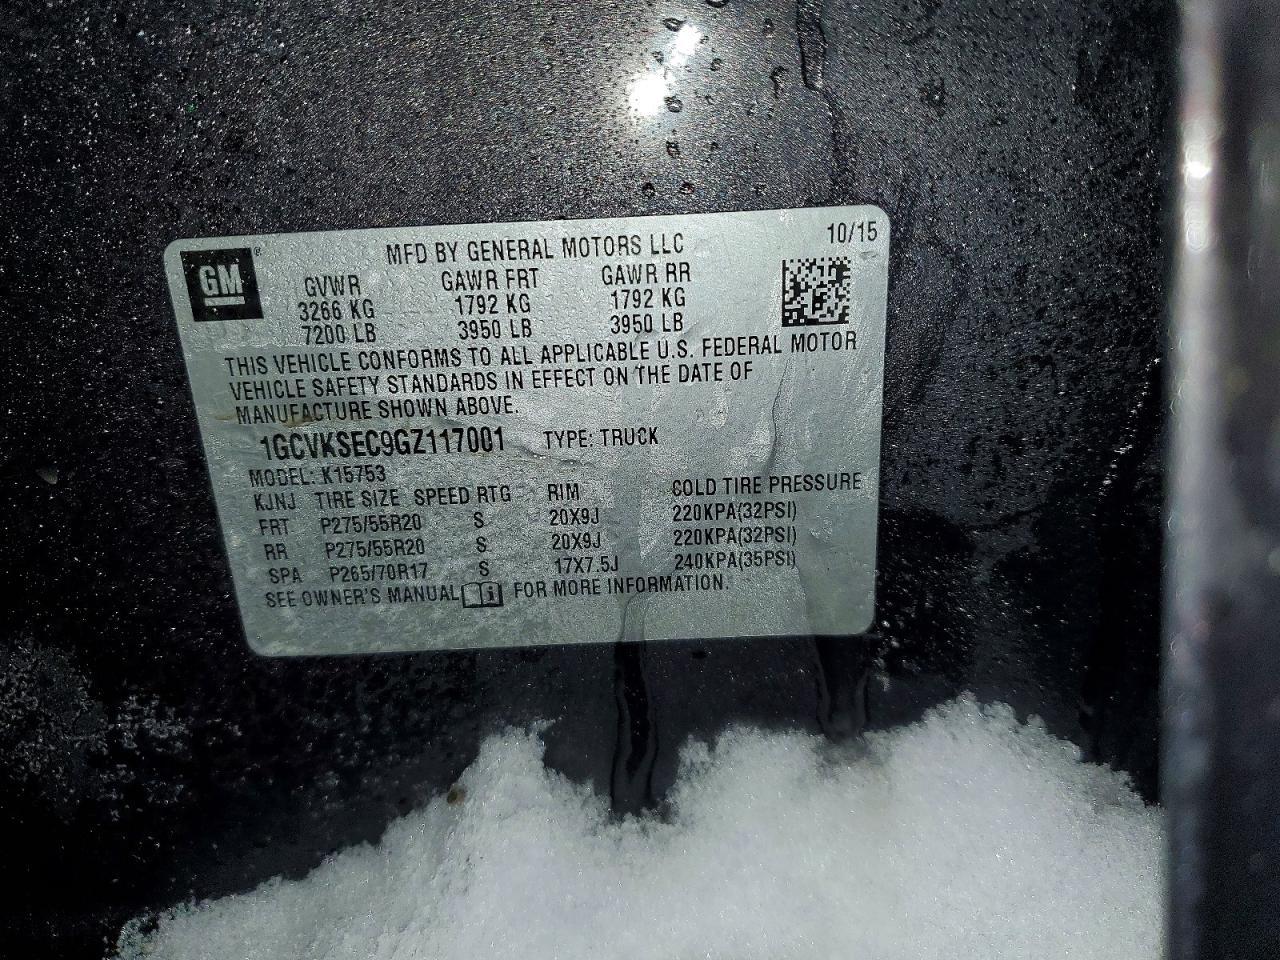 10/15
GM ®
MFD BY GENERAL MOTORS LLC
GVWR GAWR FRT GAWR RR
3266 KG 1792 KG 1792 KG
7200 LB 3950 LB 3950 LB
THIS VEHICLE CONFORMS TO ALL APPLICABLE U.S. FEDERAL MOTOR
VEHICLE SAFETY STANDARDS IN EFFECT ON THE DATE OF
MANUFACTURE SHOWN ABOVE.
1GCVKSEC9GZ117001 TYPE: TRUCK
MODEL: K15753
KJNJ TIRE SIZE SPEED RTG RIM COLD TIRE PRESSURE
FRT P275/55R20 S 20X9J 220KPA(32PSI)
RR P275/55R20 S 20X9J 220KPA(32PSI)
SPA P265/70R17 S 17X7.5J 240KPA(35PSI)
SEE OWNER'S MANUAL i FOR MORE INFORMATION.